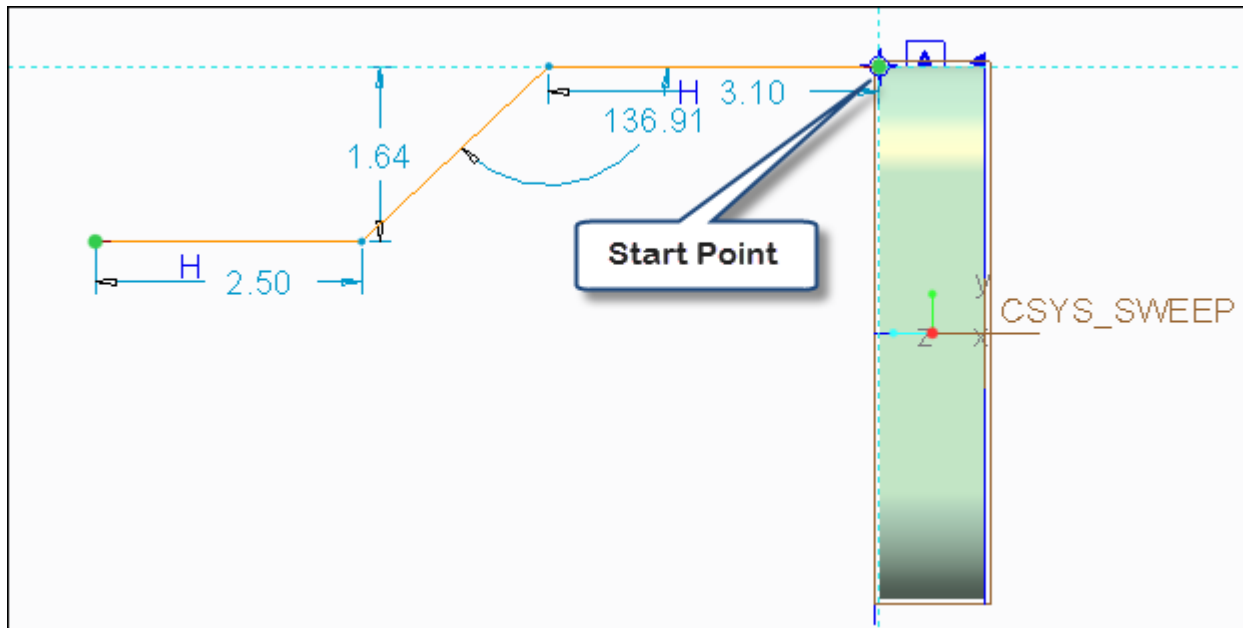 H 3.10
136.91
1.64
Start Point
H
2.50
y
CSYS_SWEEP
z x